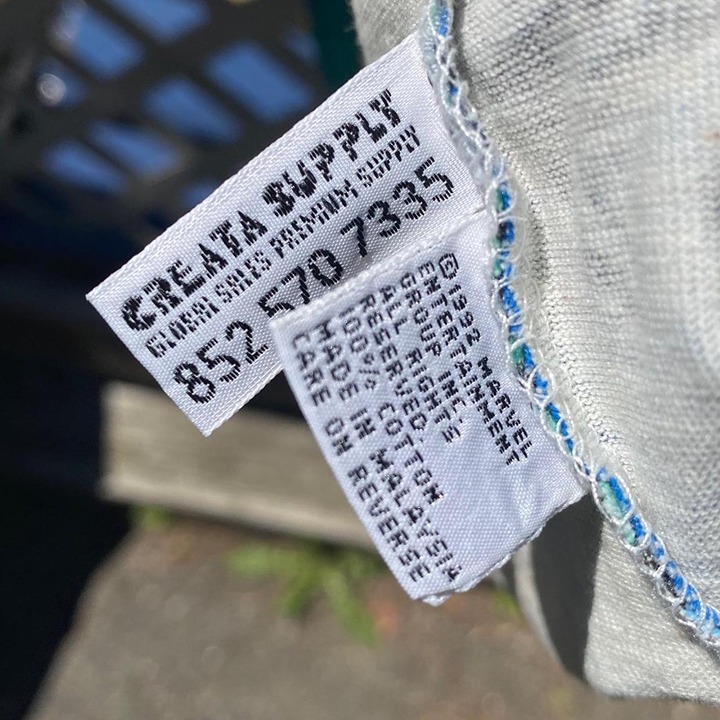 CREATA SUPPLY
GLOBAL SALES PREMIUM SUPPLY
852 570 7335
©1992 MARVEL
ENTERTAINMENT
GROUP INC.
ALL RIGHTS
RESERVED.
100% COTTON
MADE IN MALAYSIA
CARE ON REVERSE